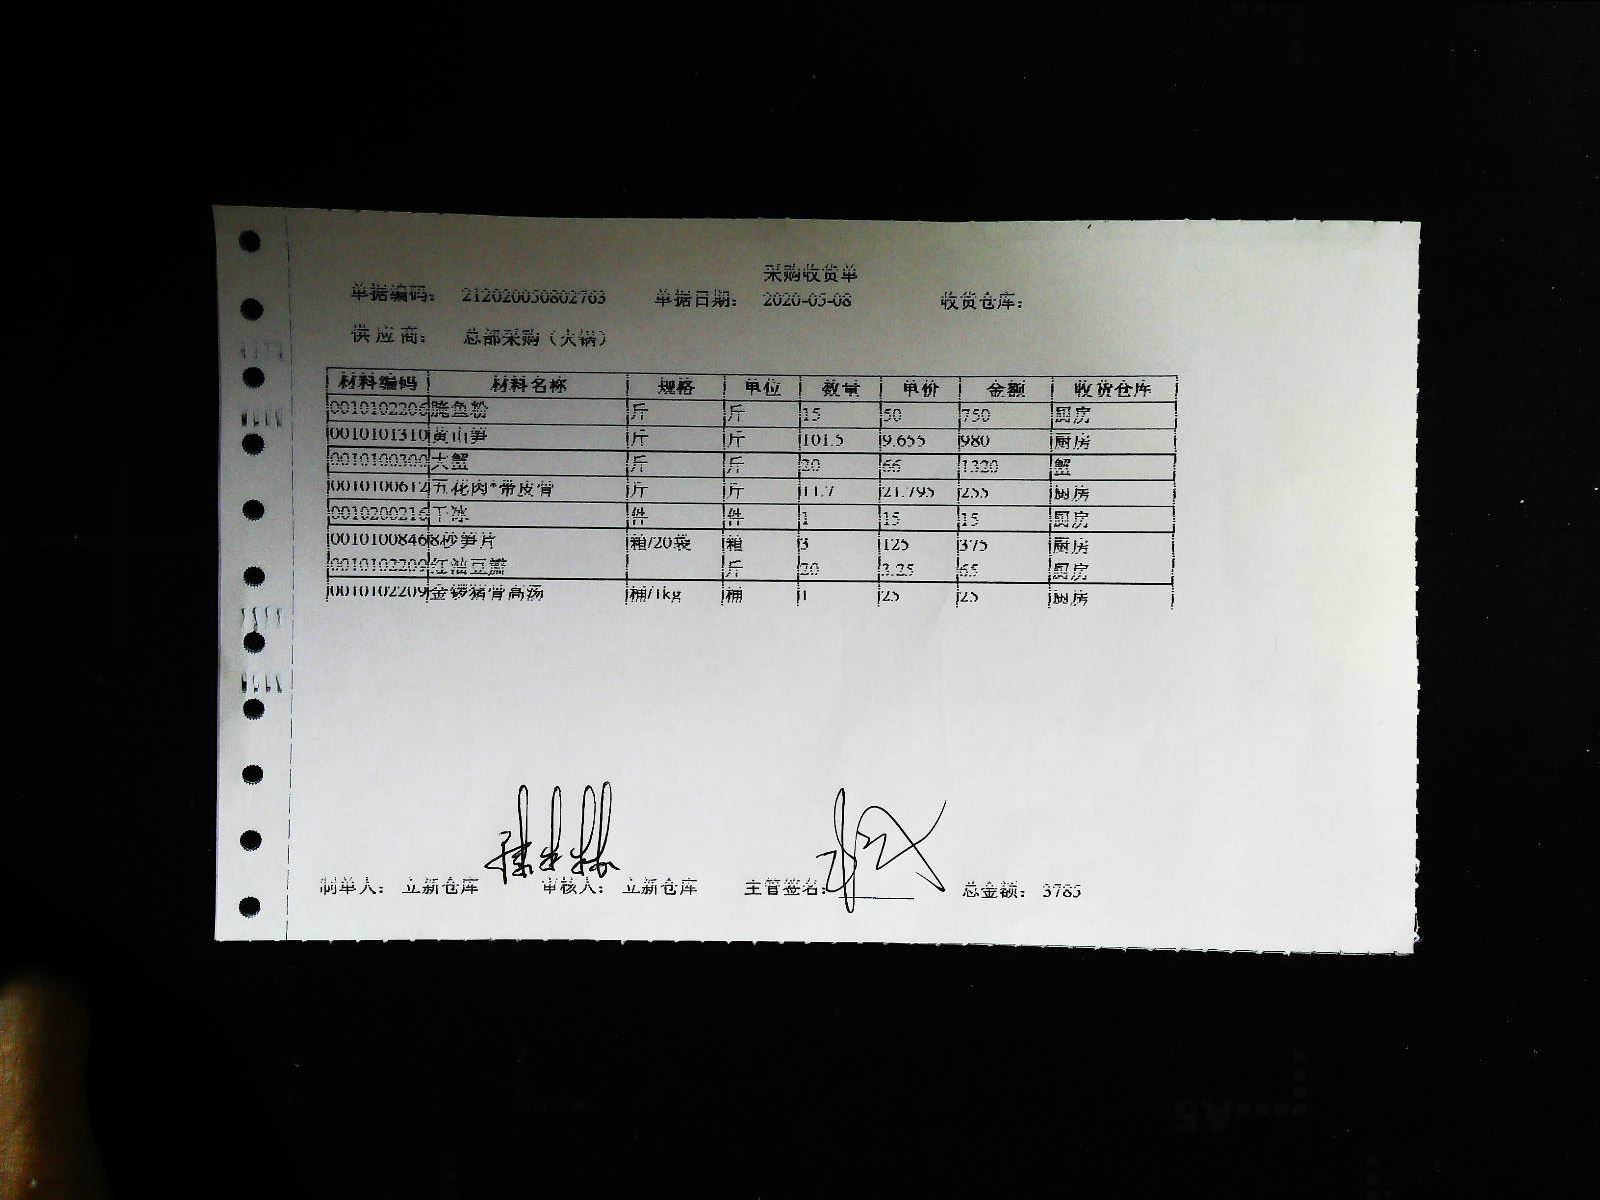 采购收货单
单据编码： 212020050802763 单据日期： 2020-05-08 收货仓库：
供 应 商： 总部采购（火锅）
材料编码 材料名称 规格 单位 数量 单价 金额 收货仓库
0010102206 腌鱼粉 斤 斤 15 50 750 厨房
0010101310 黄山笋 斤 斤 101.5 9.655 980 厨房
0010100300 大蟹 斤 斤 20 66 1320 蟹
0010100612 五花肉*带皮骨 斤 斤 11.7 21.795 255 厨房
0010200216 干冰 件 件 1 15 15 厨房
0010100846 8秒笋片 箱/20袋 箱 3 125 375 厨房
0010102209 红油豆瓣 斤 20 3.25 65 厨房
0010102209 金锣猪骨高汤 桶/1kg 桶 1 25 25 厨房
制单人： 立新仓库 审核人： 立新仓库 主管签名： 总金额： 3785